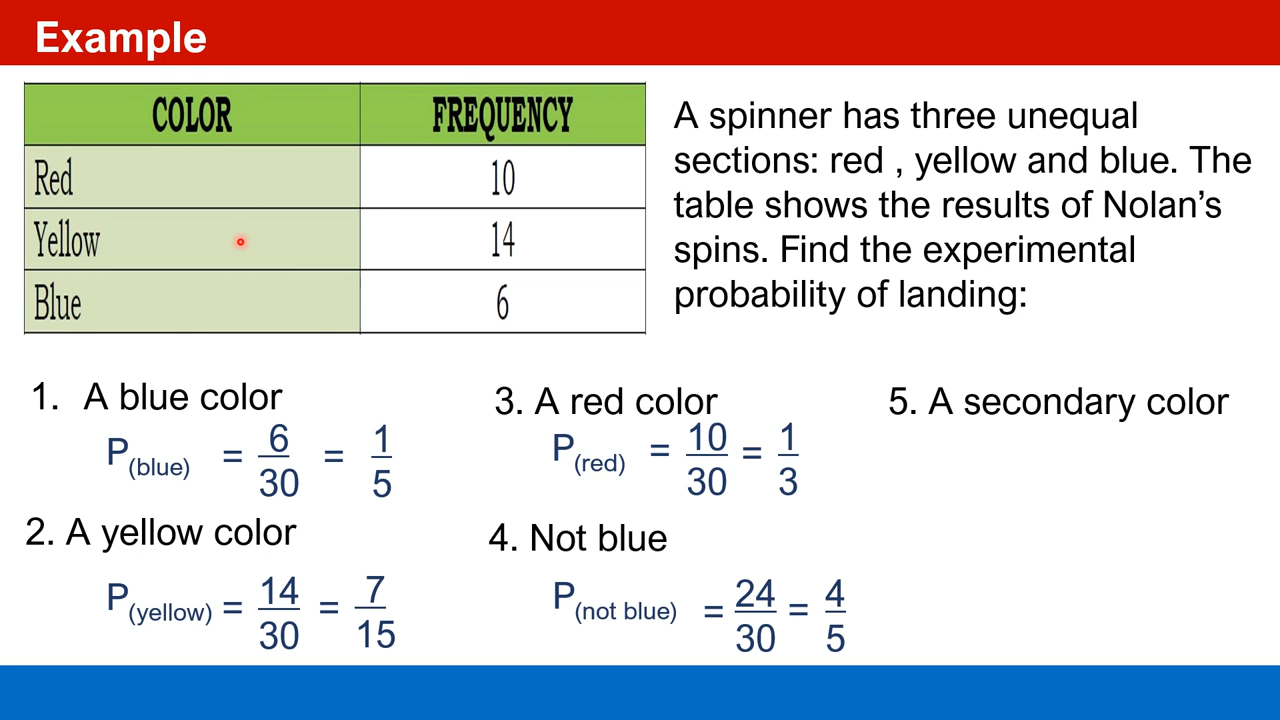 Example
COLOR FREQUENCY
Red 10
Yellow 14
Blue 6
A spinner has three unequal
sections: red , yellow and blue. The
table shows the results of Nolan’s
spins. Find the experimental
probability of landing:
1. A blue color
P(blue) = 6/30 = 1/5
2. A yellow color
P(yellow) = 14/30 = 7/15
3. A red color
P(red) = 10/30 = 1/3
4. Not blue
P(not blue) = 24/30 = 4/5
5. A secondary color